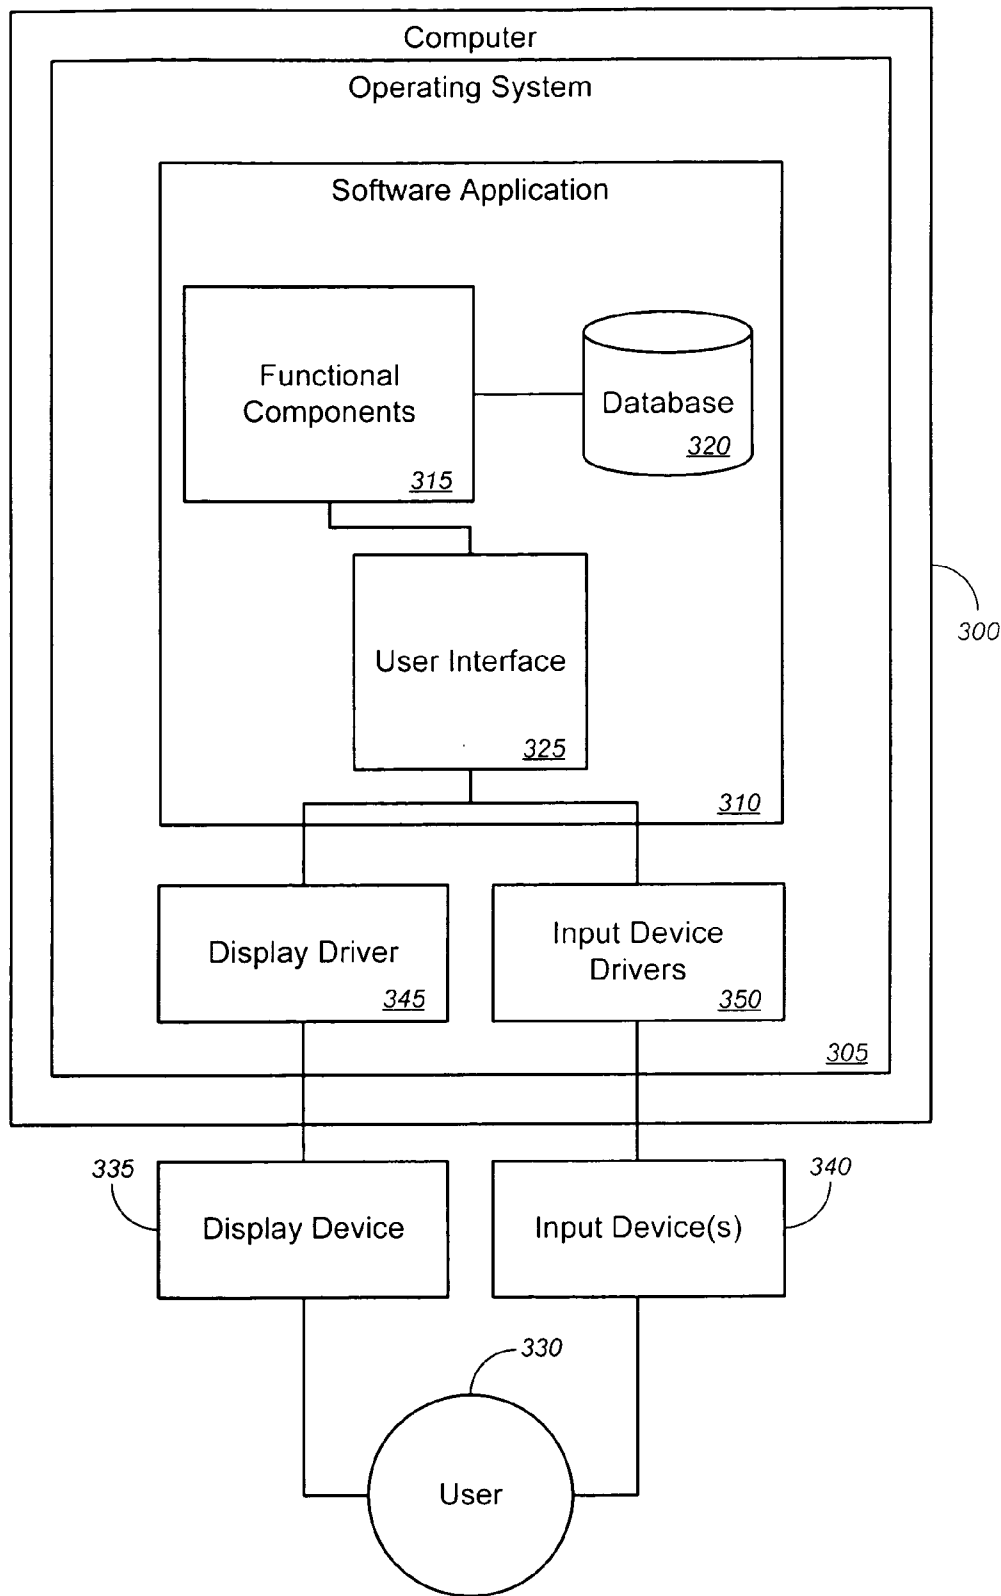 Computer
Operating System
Software Application
Functional
Components
315
Database
320
User Interface
325
310
300
Display Driver
345
Input Device
Drivers
350
305
335
Display Device
340
Input Device(s)
330
User